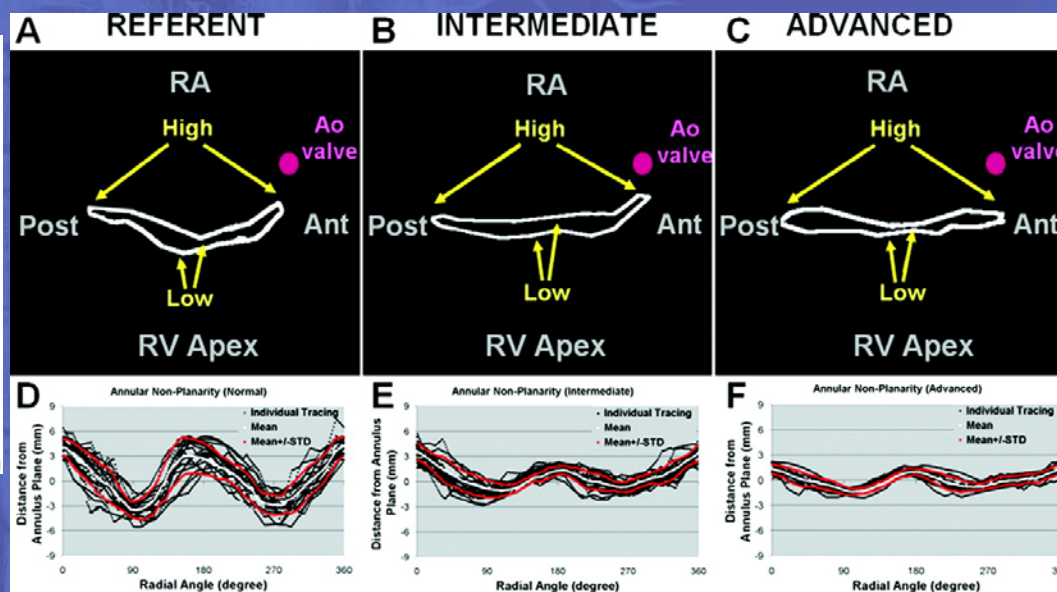 A REFERENT
B INTERMEDIATE
C ADVANCED
RA
High
Ao
valve
Post
Ant
Low
RV Apex
RA
High
Ao
valve
Post
Ant
Low
RV Apex
RA
High
Ao
valve
Post
Ant
Low
RV Apex
D
Annular Non-Planarity (Normal)
Individual Tracing
Mean
Mean+/-STD
Distance from
Annulus Plane (mm)
9
6
3
0
-3
-6
-9
0 90 180 270 360
Radial Angle (degree)
E
Annular Non-Planarity (Intermediate)
Individual Tracing
Mean
Mean+/-STD
Distance from Annulus
Plane (mm)
9
6
3
0
-3
-6
-9
0 90 180 270 360
Radial Angle (degree)
F
Annular Non-Planarity (Advanced)
Individual Tracing
Mean
Mean+/-STD
Distance from
Annulus Plane (mm)
9
6
3
0
-3
-6
-9
0 90 180 270
Radial Angle (degree)